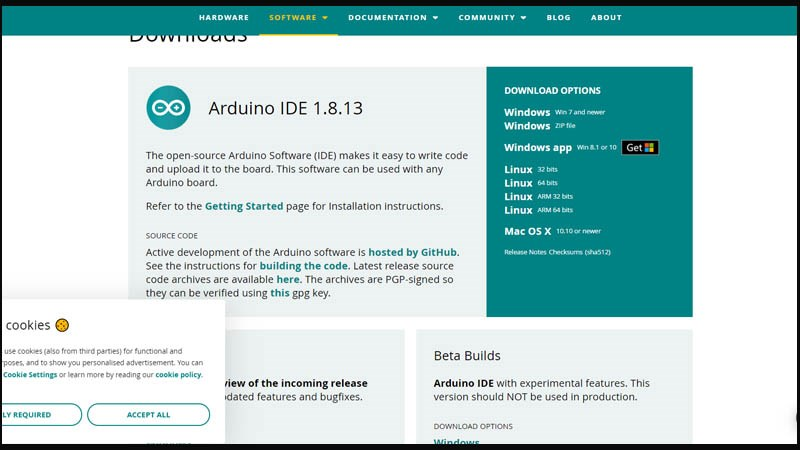 HARDWARE SOFTWARE DOCUMENTATION COMMUNITY BLOG ABOUT
Downloads
Arduino IDE 1.8.13
The open-source Arduino Software (IDE) makes it easy to write code
and upload it to the board. This software can be used with any
Arduino board.
Refer to the Getting Started page for Installation instructions.
SOURCE CODE
Active development of the Arduino software is hosted by GitHub.
See the instructions for building the code. Latest release source
code archives are available here. The archives are PGP-signed so
they can be verified using this gpg key.
DOWNLOAD OPTIONS
Windows Win 7 and newer
Windows ZIP file
Windows app Win 8.1 or 10 Get
Linux 32 bits
Linux 64 bits
Linux ARM 32 bits
Linux ARM 64 bits
Mac OS X 10.10 or newer
Release Notes Checksums (sha512)
cookies
use cookies (also from third parties) for functional and
rposes, and to show you personalised advertisement. You can
Cookie Settings or learn more by reading our cookie policy.
LY REQUIRED
ACCEPT ALL
view of the incoming release
dated features and bugfixes.
Beta Builds
Arduino IDE with experimental features. This
version should NOT be used in production.
DOWNLOAD OPTIONS
Windows